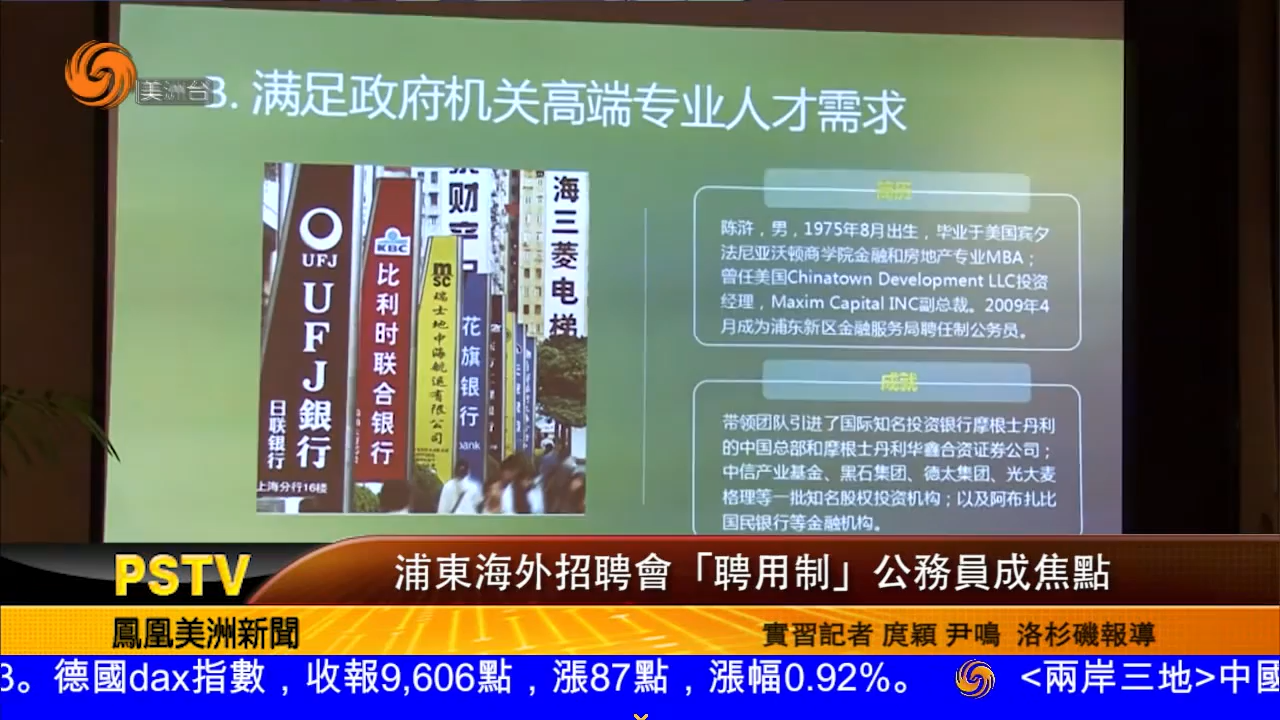 美洲台
3. 满足政府机关高端专业人才需求
UFJ
UFJ銀行
日联银行
上海分行16楼
KBC
比利时联合银行
msc
瑞士地中海航运有限公司
花旗银行
bank
财
海三菱电梯
简历
陈浒，男，1975年8月出生，毕业于美国宾夕
法尼亚沃顿商学院金融和房地产专业MBA；
曾任美国Chinatown Development LLC投资
经理，Maxim Capital INC副总裁。2009年4
月成为浦东新区金融服务局聘任制公务员。
成就
带领团队引进了国际知名投资银行摩根士丹利
的中国总部和摩根士丹利华鑫合资证券公司；
中信产业基金、黑石集团、德太集团、光大麦
格理等一批知名股权投资机构；以及阿布扎比
国民银行等金融机构。
PSTV
浦東海外招聘會「聘用制」公務員成焦點
鳳凰美洲新聞
實習記者 庹穎 尹鳴 洛杉磯報導
3。德國dax指數，收報9,606點，漲87點，漲幅0.92%。 <兩岸三地>中國